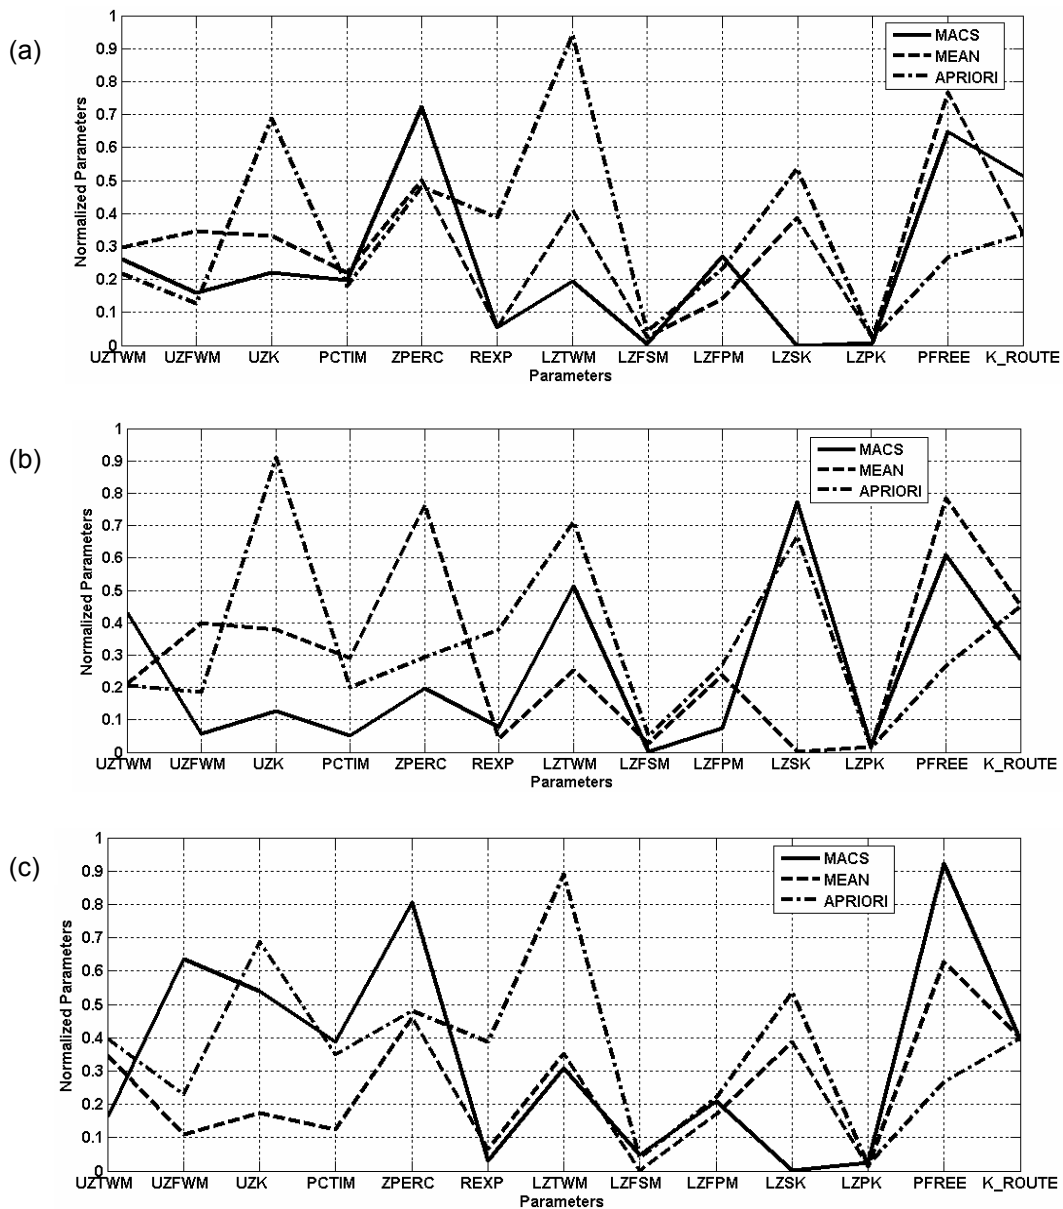 (a)
1
0.9
0.8
0.7
0.6
0.5
0.4
0.3
0.2
0.1
0
Normalized Parameters
MACS
MEAN
APRIORI
UZTWM UZFWM UZK PCTIM ZPERC REXP LZTWM LZFSM LZFPM LZSK LZPK PFREE K_ROUTE
Parameters
(b)
1
0.9
0.8
0.7
0.6
0.5
0.4
0.3
0.2
0.1
0
Normalized Parameters
MACS
MEAN
APRIORI
UZTWM UZFWM UZK PCTIM ZPERC REXP LZTWM LZFSM LZFPM LZSK LZPK PFREE K_ROUTE
Parameters
(c)
1
0.9
0.8
0.7
0.6
0.5
0.4
0.3
0.2
0.1
0
Normalized Parameters
MACS
MEAN
APRIORI
UZTWM UZFWM UZK PCTIM ZPERC REXP LZTWM LZFSM LZFPM LZSK LZPK PFREE K_ROUTE
Parameters